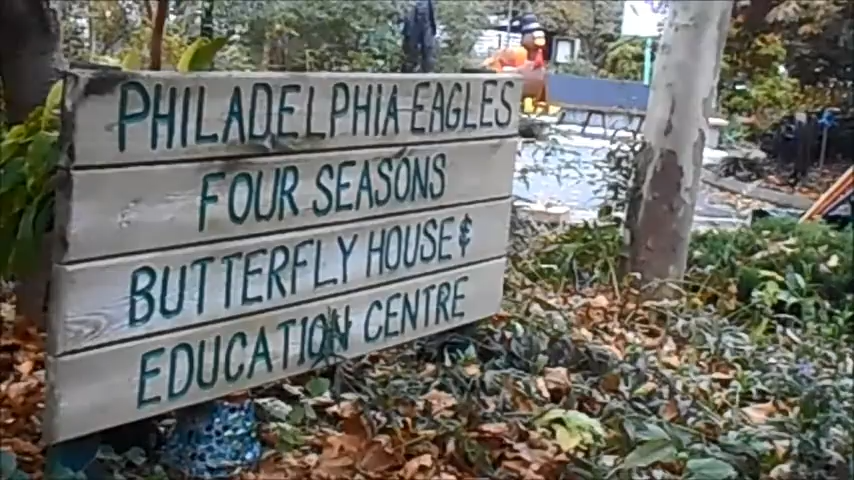 PHILADELPHIA EAGLES
FOUR SEASONS
BUTTERFLY HOUSE &
EDUCATION CENTRE